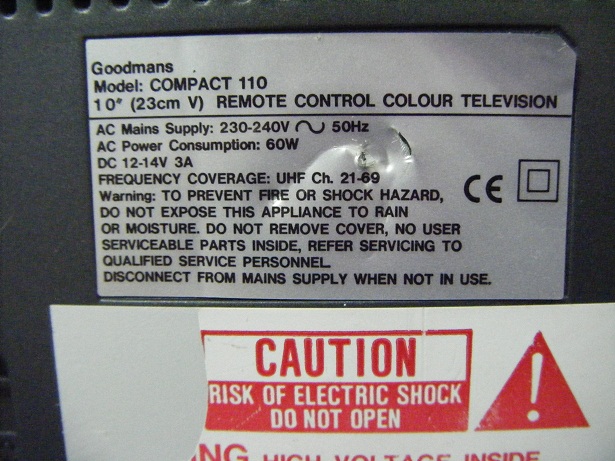 Goodmans
Model: COMPACT 110
10" (23cm V) REMOTE CONTROL COLOUR TELEVISION
AC Mains Supply: 230-240V ~ 50Hz
AC Power Consumption: 60W
DC 12-14V 3A
FREQUENCY COVERAGE: UHF Ch. 21-69
Warning: TO PREVENT FIRE OR SHOCK HAZARD,
DO NOT EXPOSE THIS APPLIANCE TO RAIN
OR MOISTURE. DO NOT REMOVE COVER, NO USER
SERVICEABLE PARTS INSIDE, REFER SERVICING TO
QUALIFIED SERVICE PERSONNEL.
DISCONNECT FROM MAINS SUPPLY WHEN NOT IN USE.
CE
CAUTION
RISK OF ELECTRIC SHOCK
DO NOT OPEN
!
NG HIGH VOLTAGE INSIDE